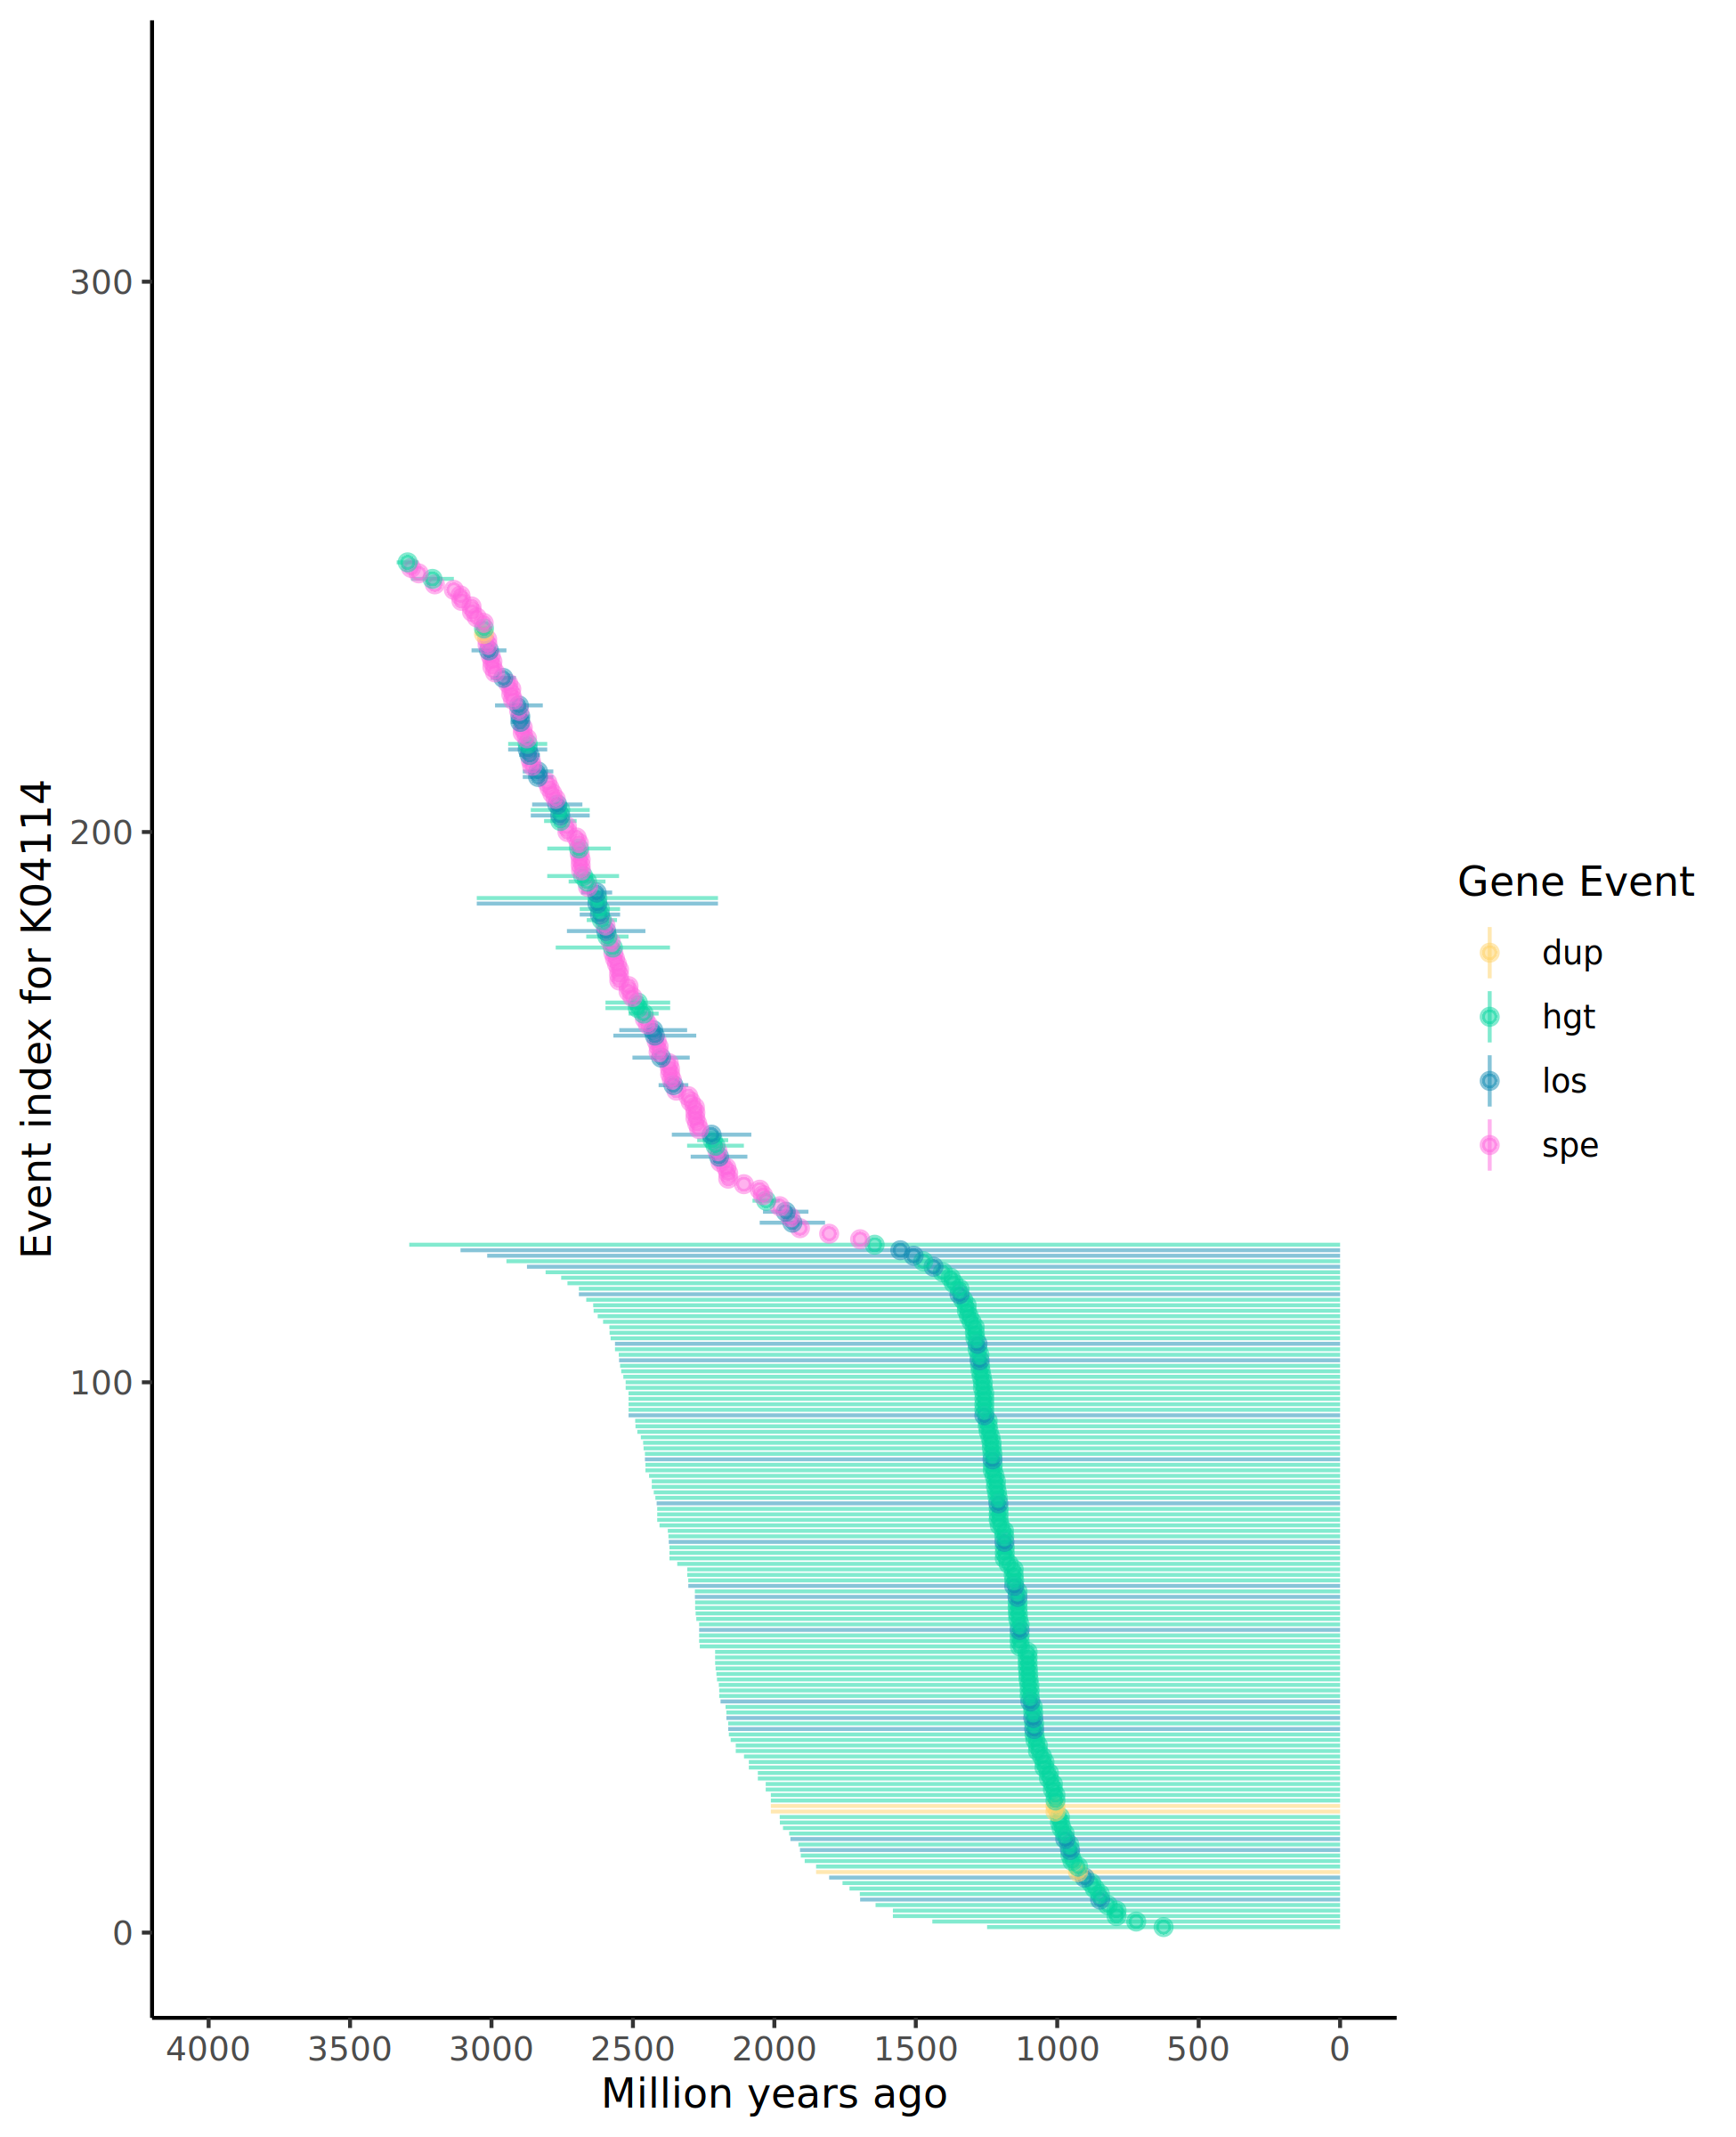 300
200
100
0
Event index for K04114
4000 3500 3000 2500 2000 1500 1000 500 0
Million years ago
Gene Event
dup
hgt
los
spe